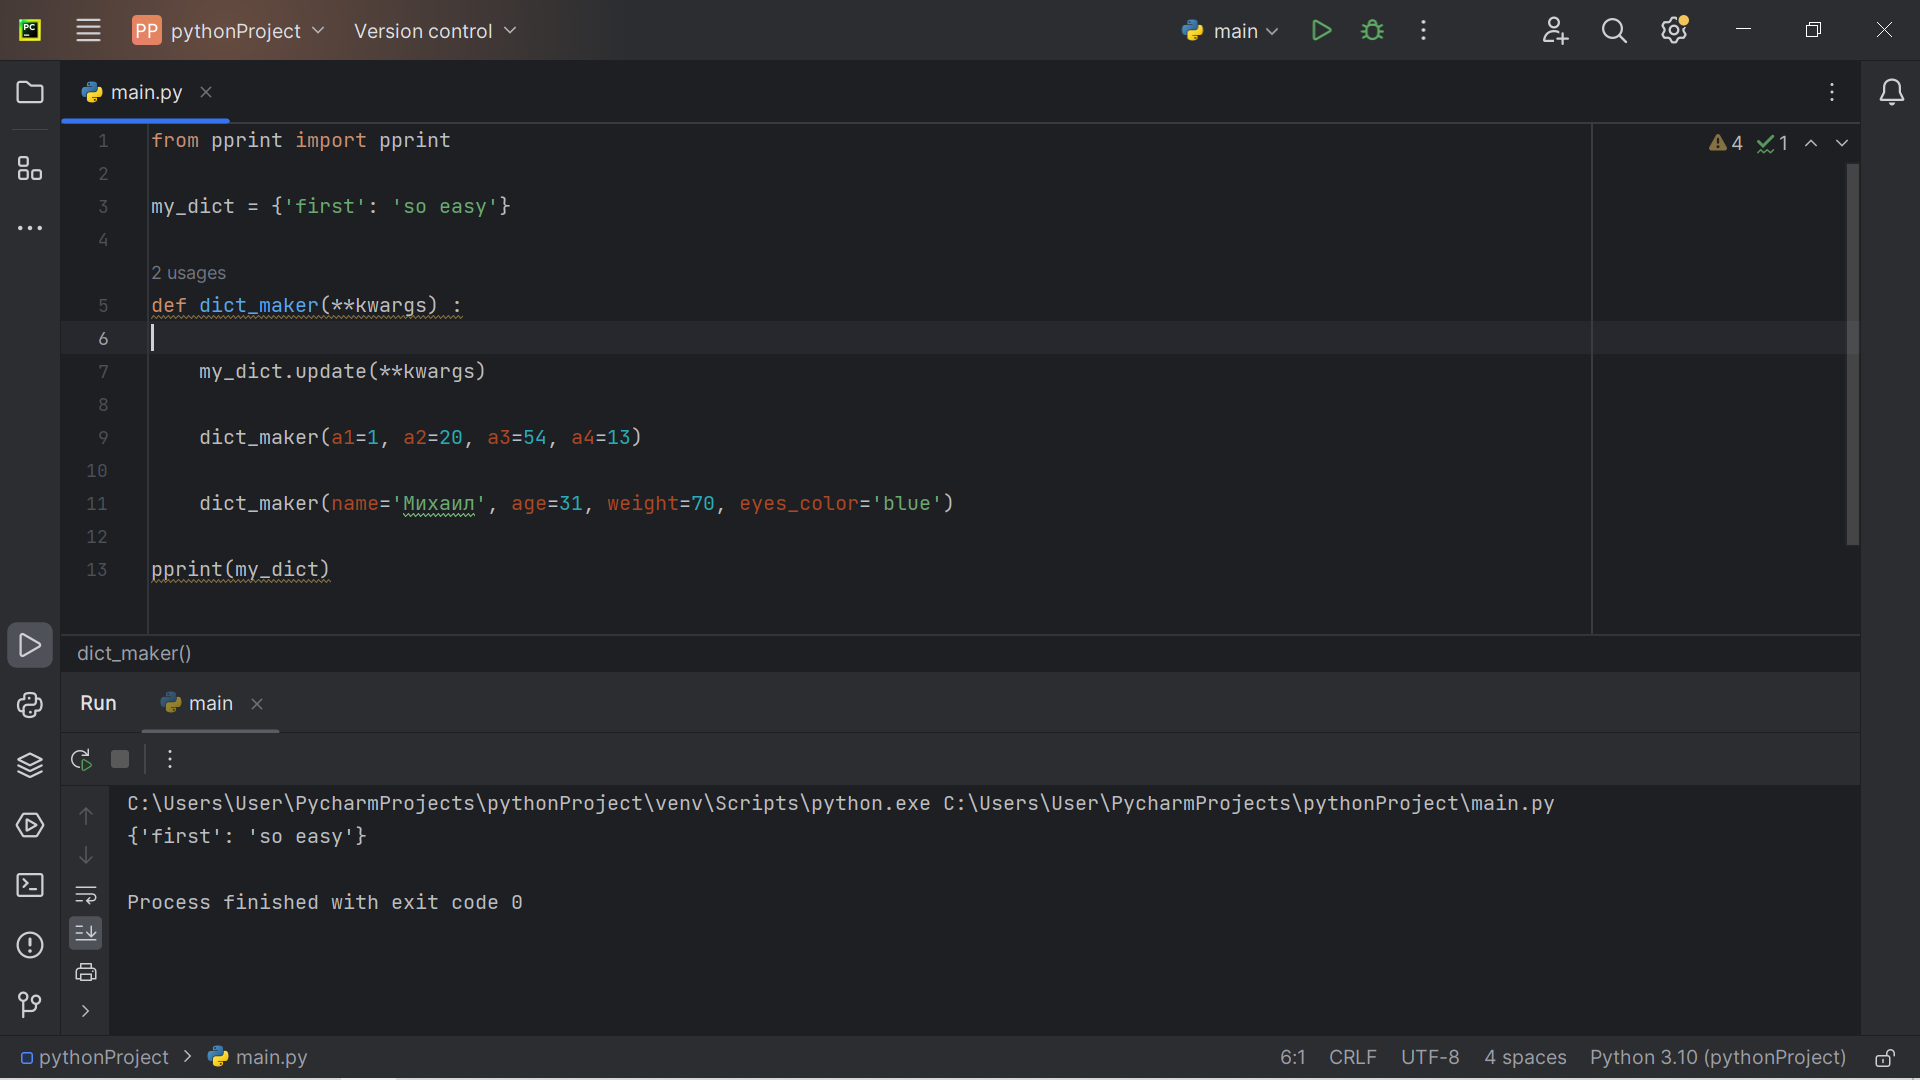 PC
PP pythonProject Version control main
main.py
4 1
1 from pprint import pprint
2
3 my_dict = {'first': 'so easy'}
4
2 usages
5 def dict_maker(**kwargs) :
6
7 my_dict.update(**kwargs)
8
9 dict_maker(a1=1, a2=20, a3=54, a4=13)
10
11 dict_maker(name='Михаил', age=31, weight=70, eyes_color='blue')
12
13 pprint(my_dict)
dict_maker()
Run main
C:\Users\User\PycharmProjects\pythonProject\venv\Scripts\python.exe C:\Users\User\PycharmProjects\pythonProject\main.py
{'first': 'so easy'}
Process finished with exit code 0
pythonProject > main.py 6:1 CRLF UTF-8 4 spaces Python 3.10 (pythonProject)